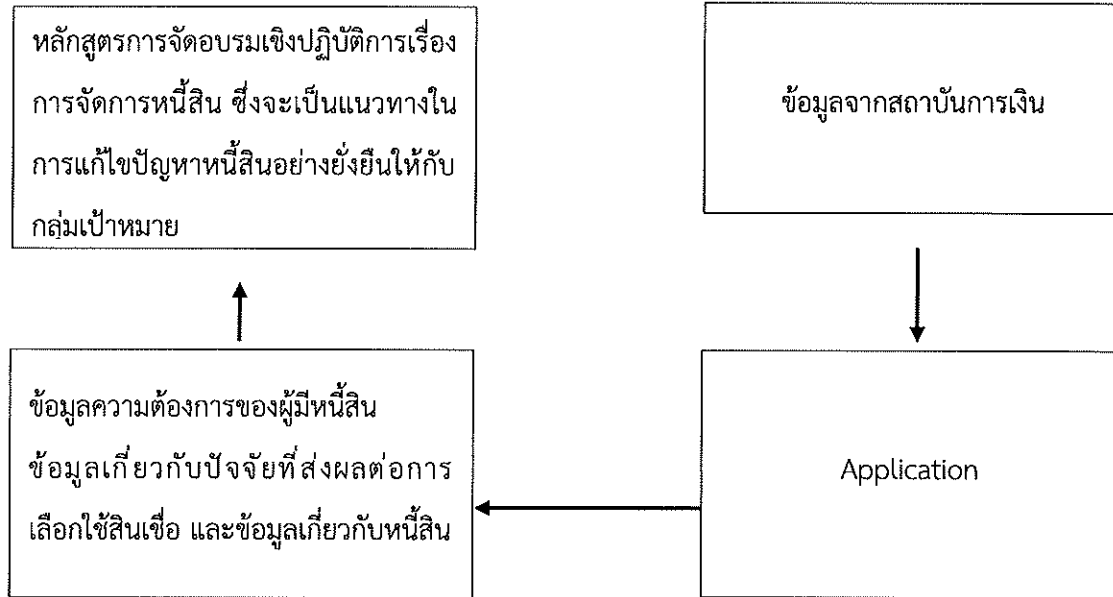 หลักสูตรการจัดอบรมเชิงปฏิบัติการเรื่อง
การจัดการหนี้สิน ซึ่งจะเป็นแนวทางใน
การแก้ไขปัญหาหนี้สินอย่างยั่งยืนให้กับ
กลุ่มเป้าหมาย
ข้อมูลจากสถาบันการเงิน
ข้อมูลความต้องการของผู้มีหนี้สิน
ข้อมูลเกี่ยวกับปัจจัยที่ส่งผลต่อการ
เลือกใช้สินเชื่อ และข้อมูลเกี่ยวกับหนี้สิน
Application